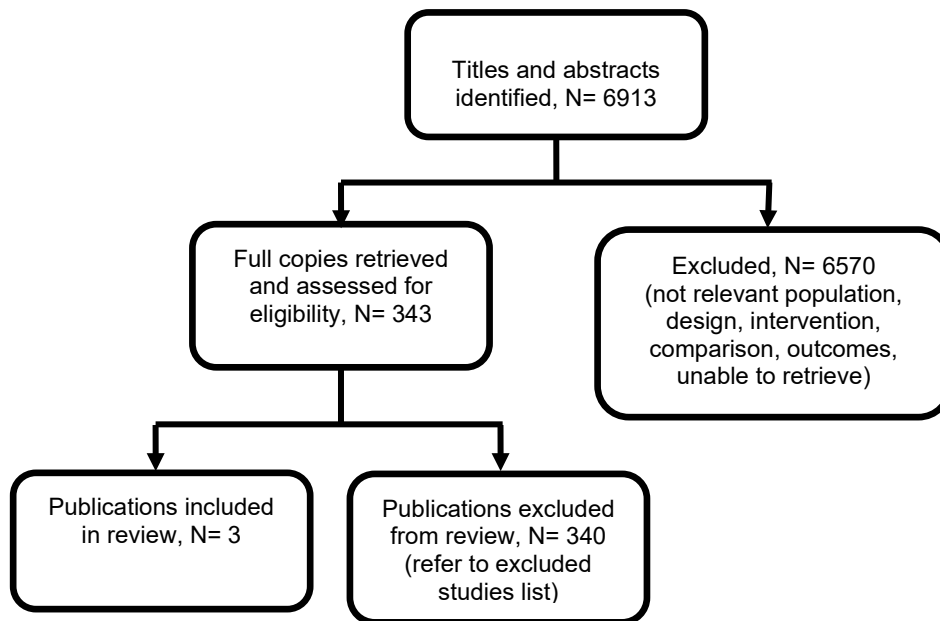 Titles and abstracts
identified, N= 6913
Full copies retrieved
and assessed for
eligibility, N= 343
Excluded, N= 6570
(not relevant population,
design, intervention,
comparison, outcomes,
unable to retrieve)
Publications included
in review, N= 3
Publications excluded
from review, N= 340
(refer to excluded
studies list)